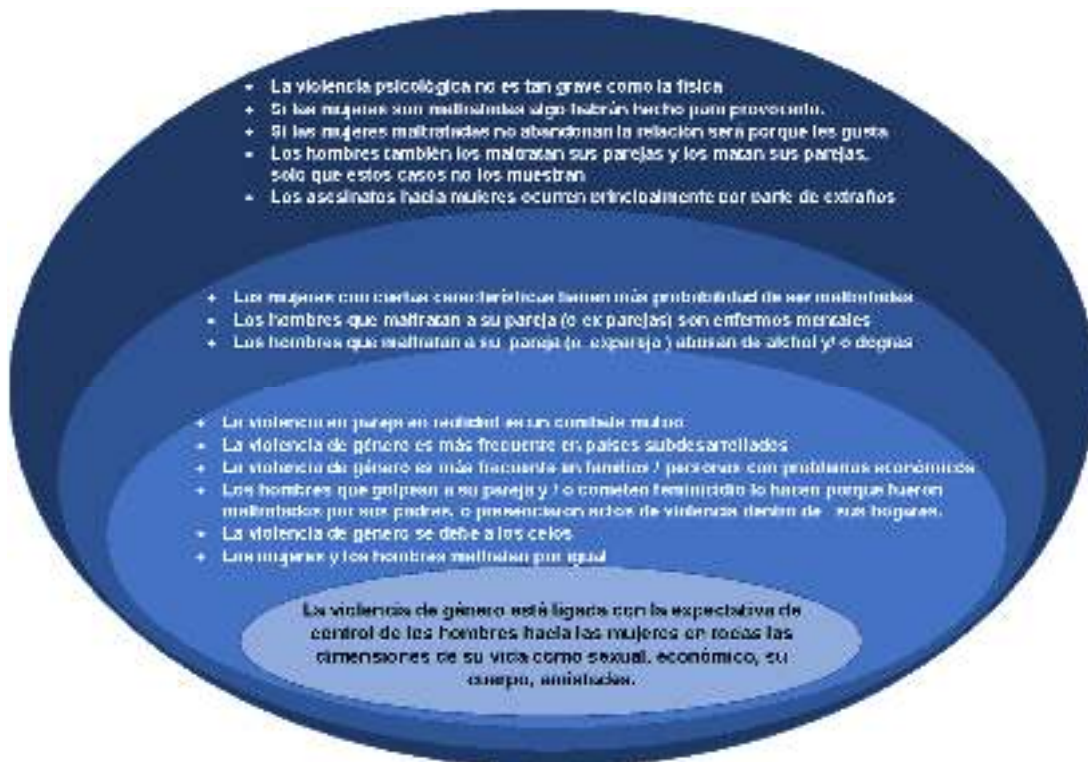 • La violencia psicológica no es tan grave como la física
• Si las mujeres son maltratadas algo habrán hecho para provocarlo.
• Si las mujeres maltratadas no abandonan la relación será porque les gusta
• Los hombres también los maltratan sus parejas y los matan sus parejas,
solo que estos casos no los muestran
• Los asesinatos hacia mujeres ocurren principalmente por parte de extraños
• Las mujeres con ciertas características tienen más probabilidad de ser maltratadas
• Los hombres que maltratan a su pareja (o ex parejas) son enfermos mentales
• Los hombres que maltratan a su pareja (o expareja ) abusan de alchol y/ o dogras
• La violencia en pareja en realidad es un combate mutuo
• La violencia de género es más frecuente en países subdesarrollados
• La violencia de género es más frecuente en familias / personas con problemas económicos
• Los hombres que golpean a su pareja y / o cometen feminicidio lo hacen porque fueron
maltratados por sus padres, o presenciaron actos de violencia dentro de sus hogares.
• La violencia de género se debe a los celos
• Las mujeres y los hombres maltratan por igual
La violencia de género está ligada con la expectativa de
control de los hombres hacia las mujeres en todas las
dimensiones de su vida como sexual, económico, su
cuerpo, amistades.